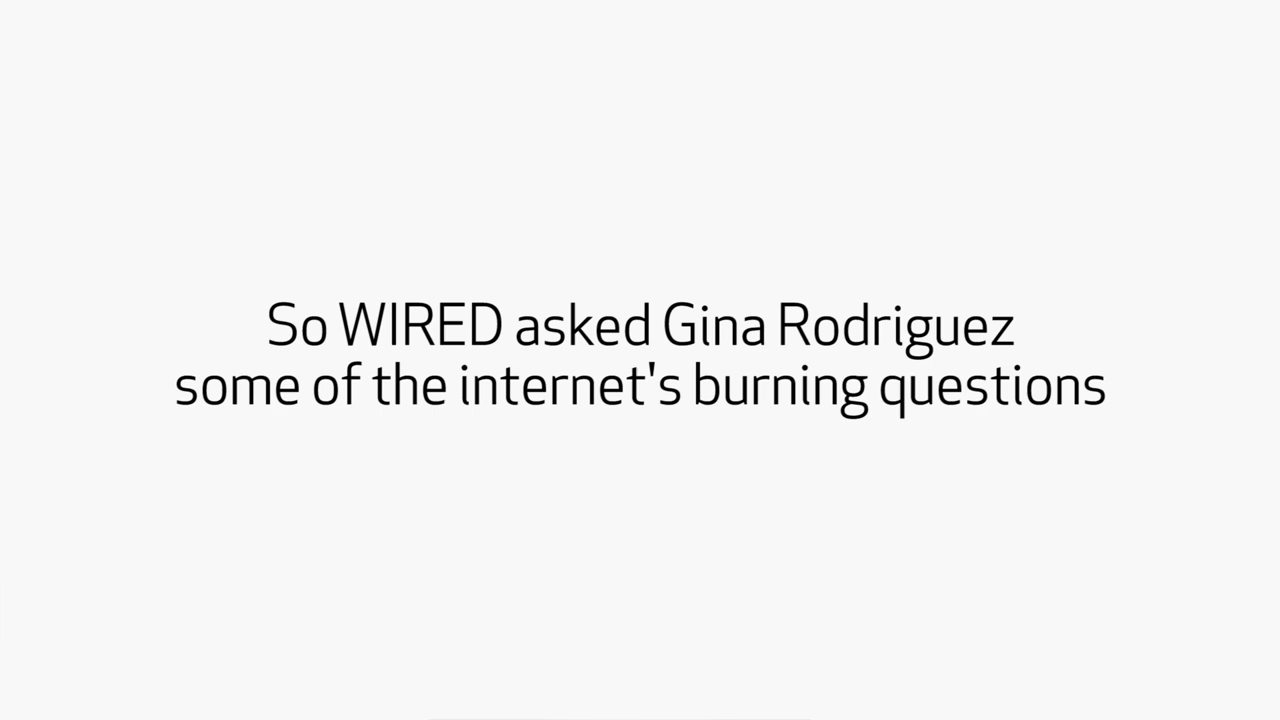 So WIRED asked Gina Rodriguez
some of the internet's burning questions